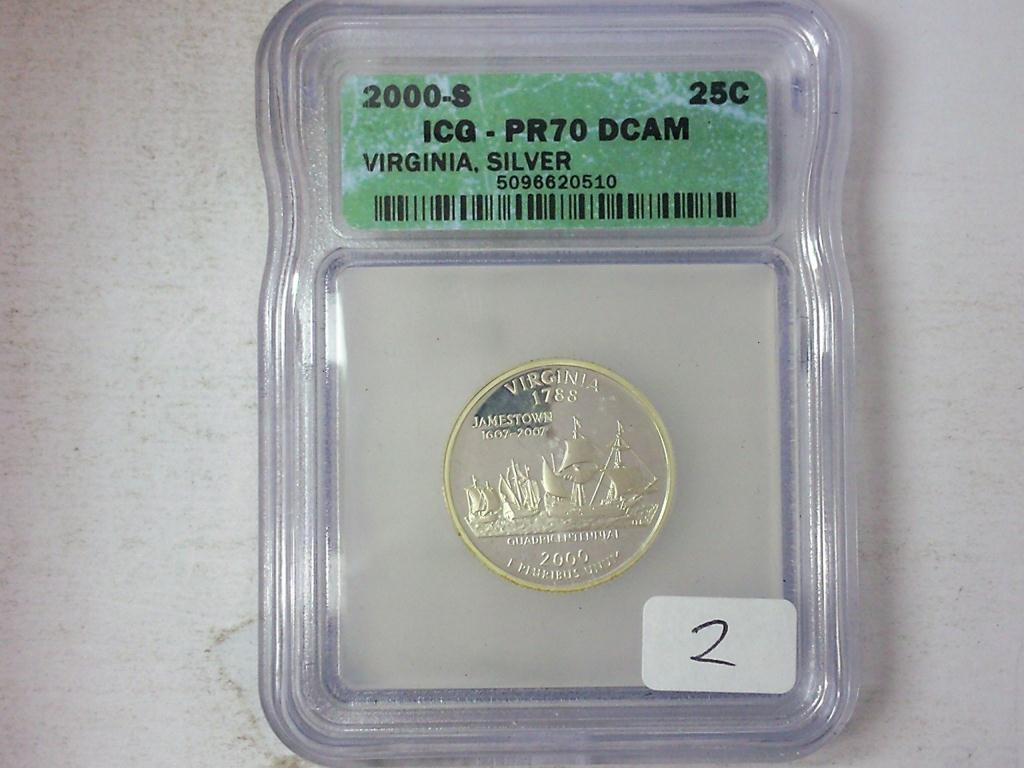 2000-S 25C
ICG - PR70 DCAM
VIRGINIA, SILVER
5096620510
VIRGINIA
1788
JAMESTOWN
1607-2007
QUADRICENTENNIAL
2000
E PLURIBUS UNUM
2